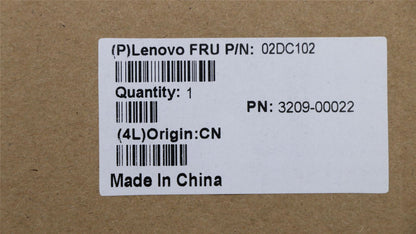 (P)Lenovo FRU P/N: 02DC102
Quantity: 1
PN: 3209-00022
(4L)Origin:CN
Made In China